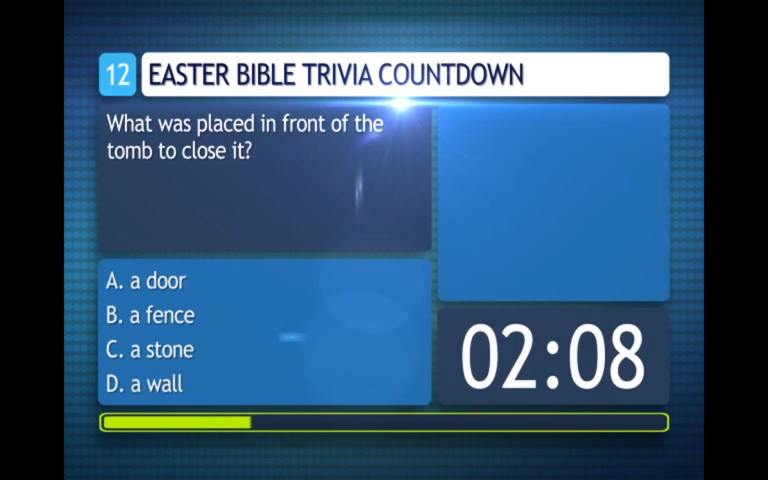 12
EASTER BIBLE TRIVIA COUNTDOWN
What was placed in front of the
tomb to close it?
A. a door
B. a fence
C. a stone
D. a wall
02:08